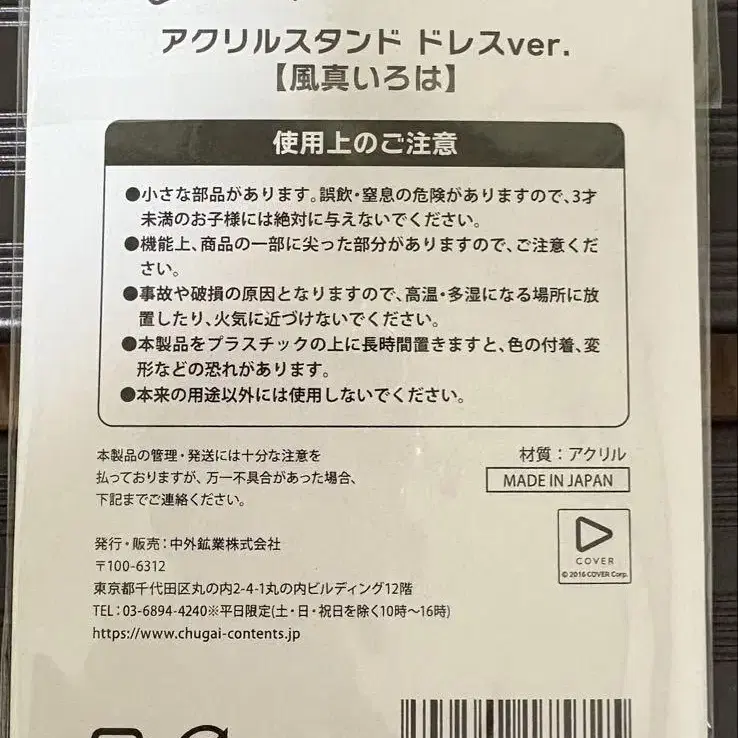 アクリルスタンド ドレスver.
【風真いろは】
使用上のご注意
●小さな部品があります。誤飲・窒息の危険がありますので、3才
未満のお子様には絶対に与えないでください。
●機能上、商品の一部に尖った部分がありますので、ご注意くだ
さい。
●事故や破損の原因となりますので、高温・多湿になる場所に放
置したり、火気に近づけないでください。
●本製品をプラスチックの上に長時間置きますと、色の付着、変
形などの恐れがあります。
●本来の用途以外には使用しないでください。
本製品の管理・発送には十分な注意を
払っておりますが、万一不具合があった場合、
下記までご連絡ください。
材質：アクリル
MADE IN JAPAN
COVER
© 2016 COVER Corp.
発行・販売：中外鉱業株式会社
〒100-6312
東京都千代田区丸の内2-4-1丸の内ビルディング12階
TEL：03-6894-4240※平日限定(土・日・祝日を除く10時〜16時)
https://www.chugai-contents.jp